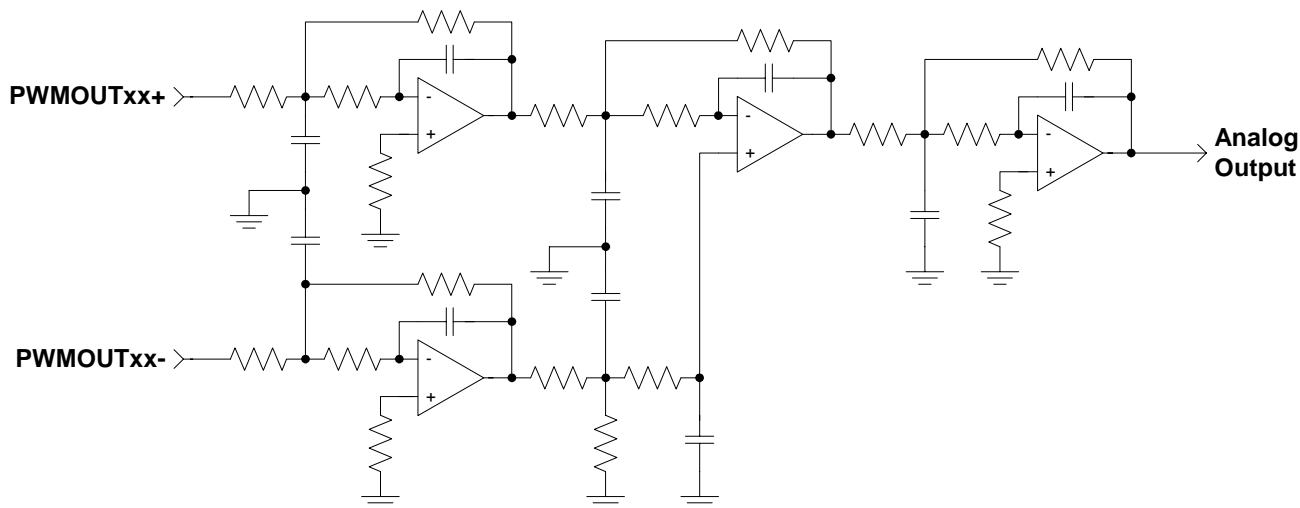 PWMOUTxx+
-
+
-
+
-
+
Analog
Output
PWMOUTxx-
-
+